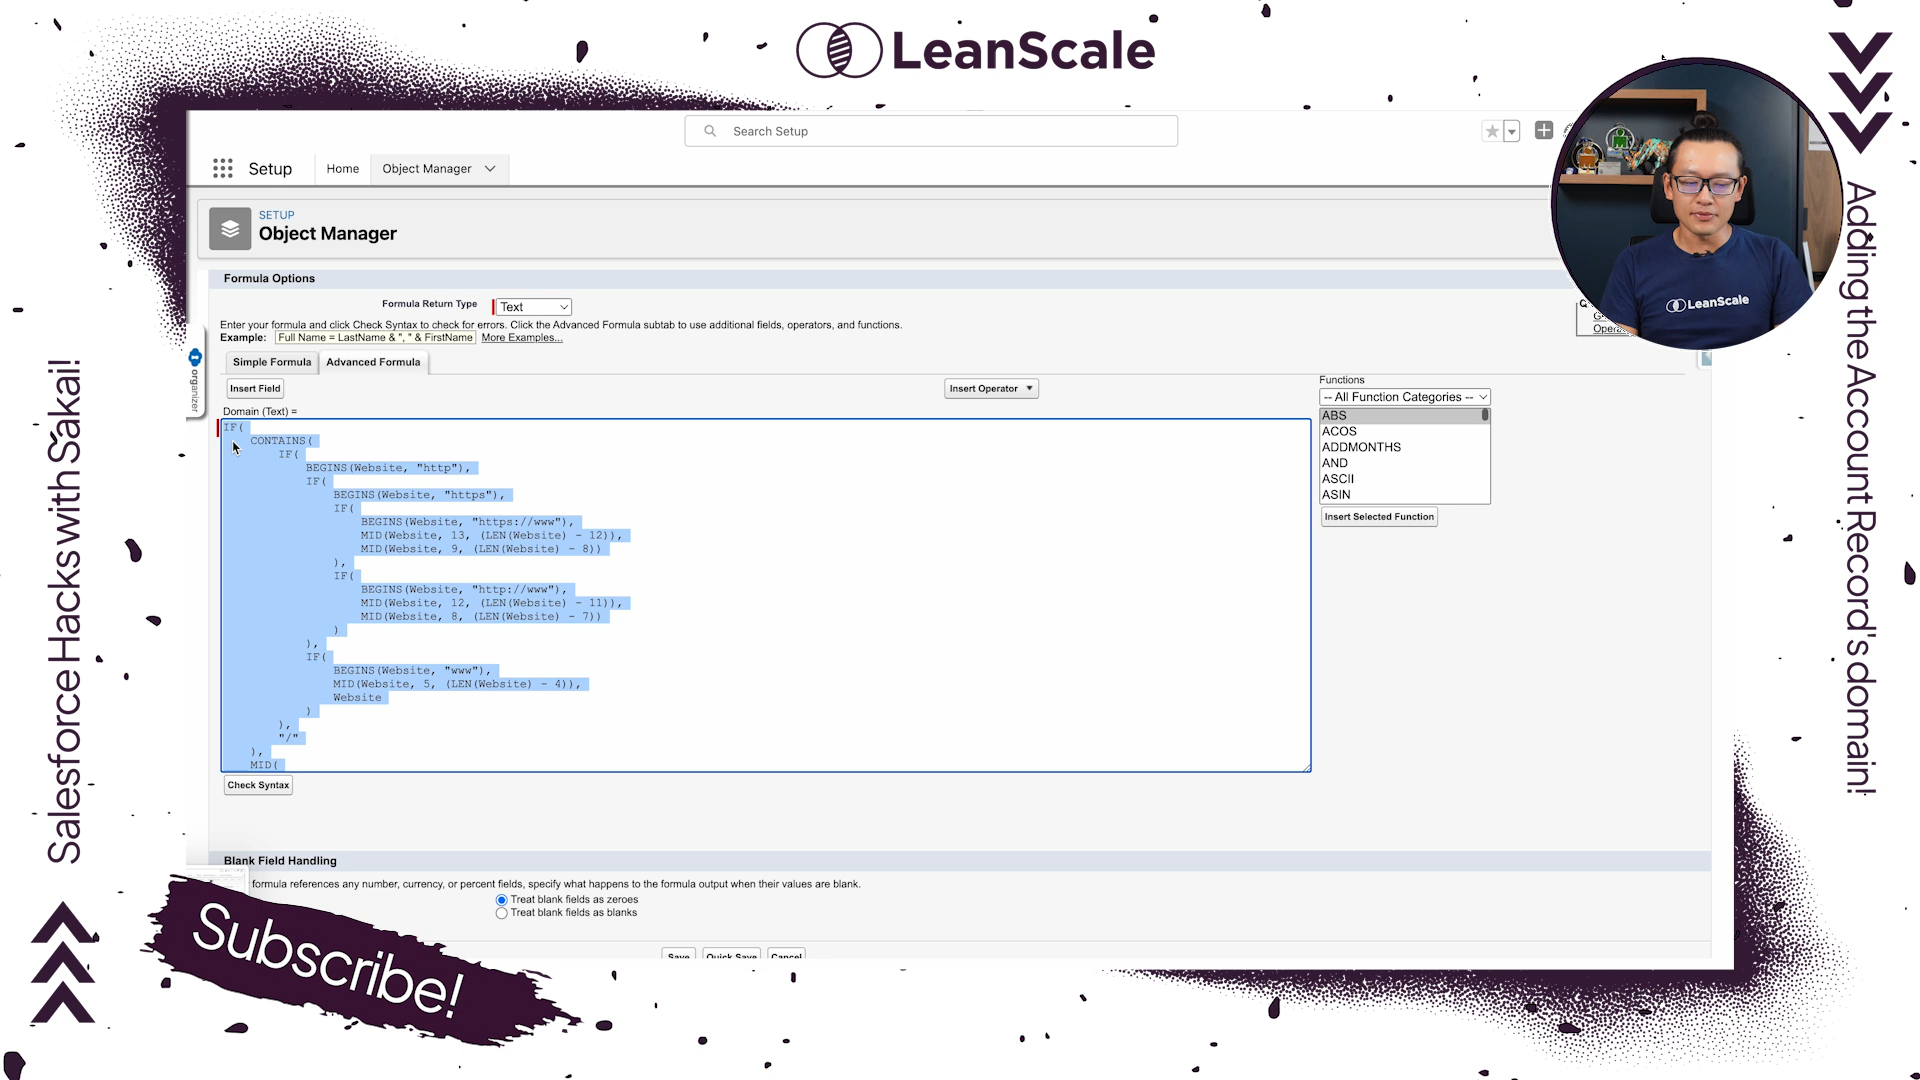 LeanScale
Search Setup
Setup
Home
Object Manager
SETUP
Object Manager
Formula Options
Formula Return Type
Text
Enter your formula and click Check Syntax to check for errors. Click the Advanced Formula subtab to use additional fields, operators, and functions.
Example: Full Name = LastName & ", " & FirstName More Examples...
Simple Formula
Advanced Formula
Insert Field
Insert Operator
Functions
-- All Function Categories --
ABS
ACOS
ADDMONTHS
AND
ASCII
ASIN
Insert Selected Function
Domain (Text) =
IF(
CONTAINS(
IF(
BEGINS(Website, "http"),
IF(
BEGINS(Website, "https"),
IF(
BEGINS(Website, "https://www"),
MID(Website, 13, (LEN(Website) - 12)),
MID(Website, 9, (LEN(Website) - 8))
),
IF(
BEGINS(Website, "http://www"),
MID(Website, 12, (LEN(Website) - 11)),
MID(Website, 8, (LEN(Website) - 7))
)
),
IF(
BEGINS(Website, "www"),
MID(Website, 5, (LEN(Website) - 4)),
Website
)
),
"/"
),
MID(
Check Syntax
Blank Field Handling
formula references any number, currency, or percent fields, specify what happens to the formula output when their values are blank.
Treat blank fields as zeroes
Treat blank fields as blanks
Save
Quick Save
Cancel
organizer
LeanScale
Salesforce Hacks with Sakai!
Adding the Account Record's domain!
Subscribe!